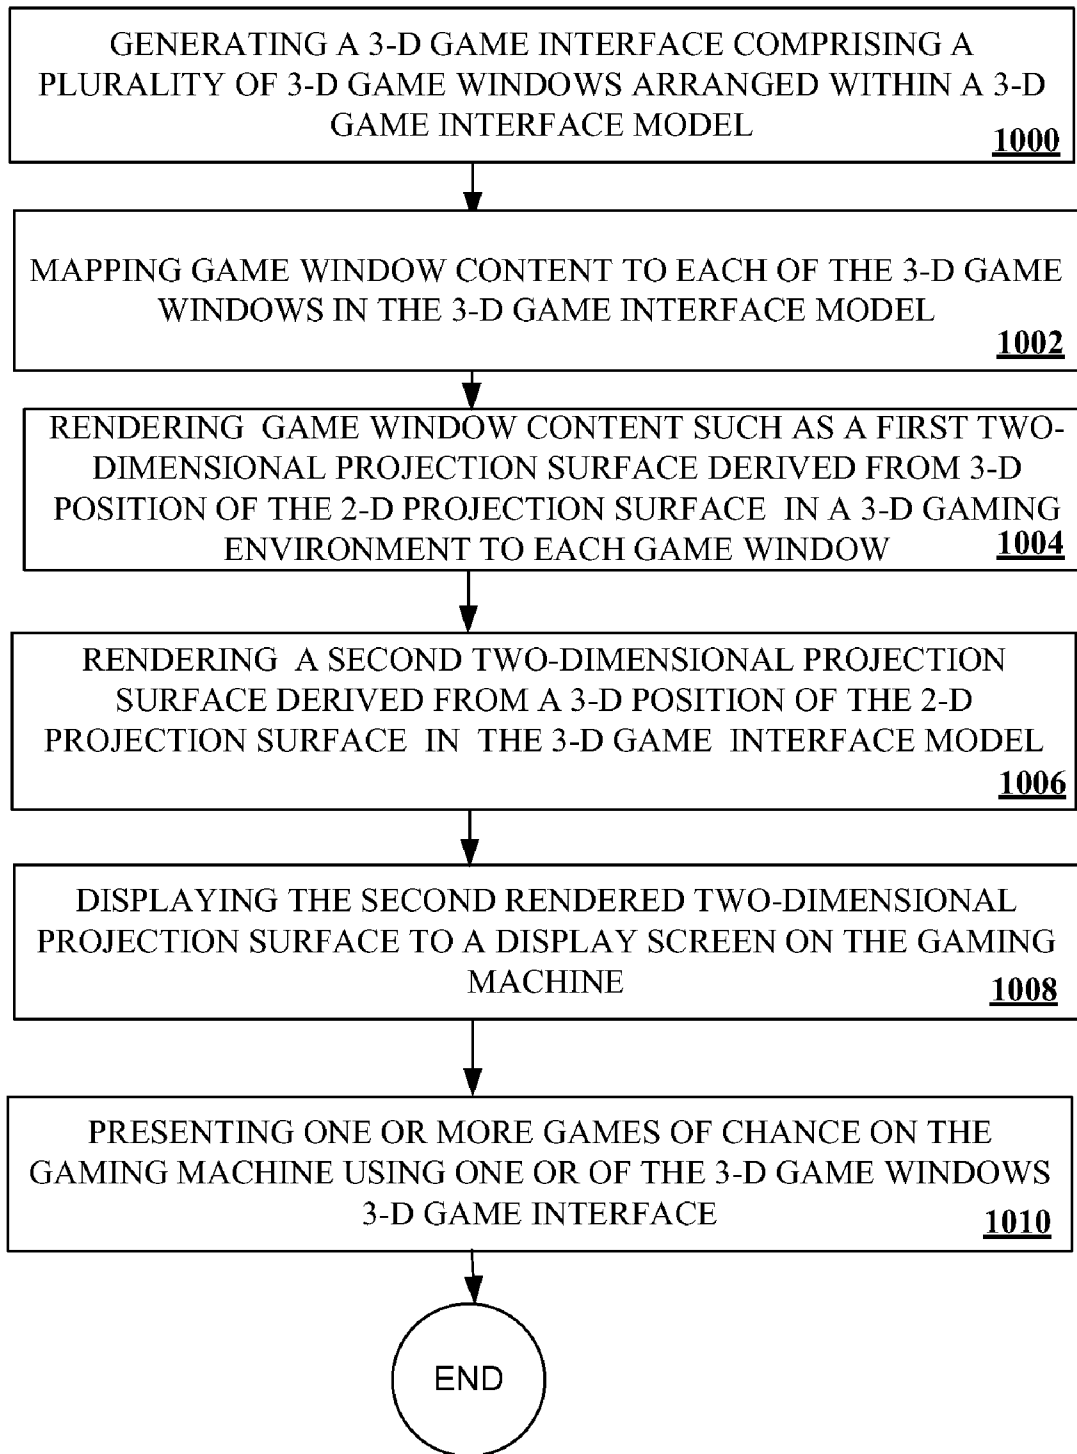 GENERATING A 3-D GAME INTERFACE COMPRISING A
PLURALITY OF 3-D GAME WINDOWS ARRANGED WITHIN A 3-D
GAME INTERFACE MODEL
1000
MAPPING GAME WINDOW CONTENT TO EACH OF THE 3-D GAME
WINDOWS IN THE 3-D GAME INTERFACE MODEL
1002
RENDERING GAME WINDOW CONTENT SUCH AS A FIRST TWO-
DIMENSIONAL PROJECTION SURFACE DERIVED FROM 3-D
POSITION OF THE 2-D PROJECTION SURFACE IN A 3-D GAMING
ENVIRONMENT TO EACH GAME WINDOW
1004
RENDERING A SECOND TWO-DIMENSIONAL PROJECTION
SURFACE DERIVED FROM A 3-D POSITION OF THE 2-D
PROJECTION SURFACE IN THE 3-D GAME INTERFACE MODEL
1006
DISPLAYING THE SECOND RENDERED TWO-DIMENSIONAL
PROJECTION SURFACE TO A DISPLAY SCREEN ON THE GAMING
MACHINE
1008
PRESENTING ONE OR MORE GAMES OF CHANCE ON THE
GAMING MACHINE USING ONE OR OF THE 3-D GAME WINDOWS
3-D GAME INTERFACE
1010
END